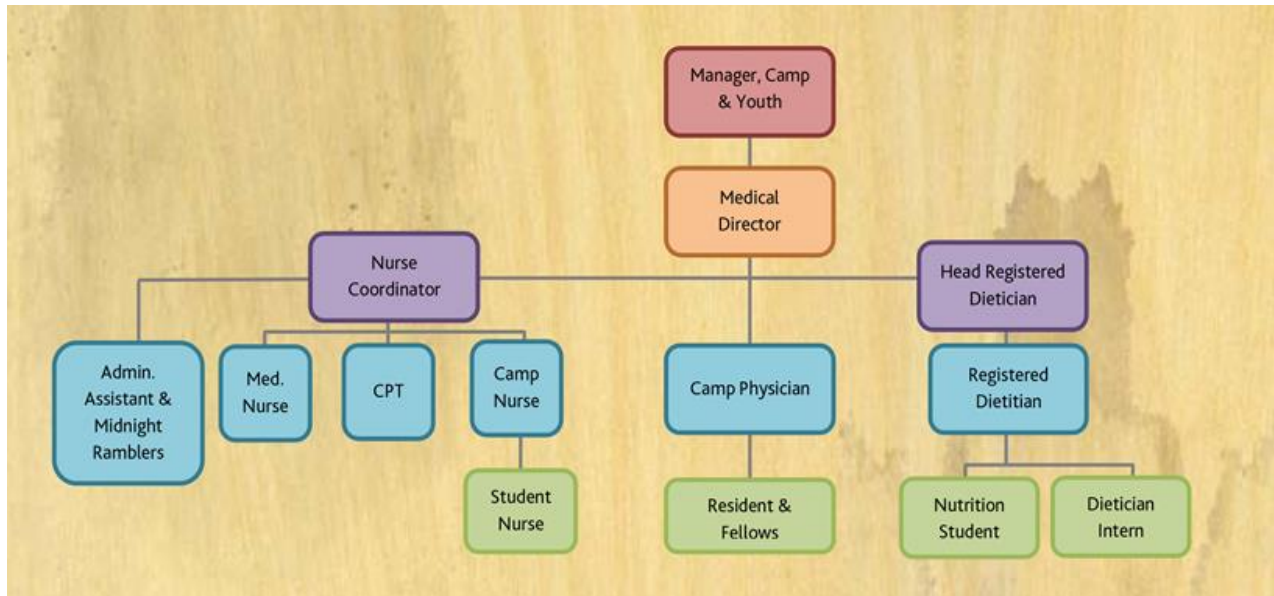 Manager, Camp
& Youth
Medical
Director
Nurse
Coordinator
Head Registered
Dietician
Admin.
Assistant &
Midnight
Ramblers
Med.
Nurse
CPT
Camp
Nurse
Camp Physician
Registered
Dietitian
Student
Nurse
Resident &
Fellows
Nutrition
Student
Dietician
Intern